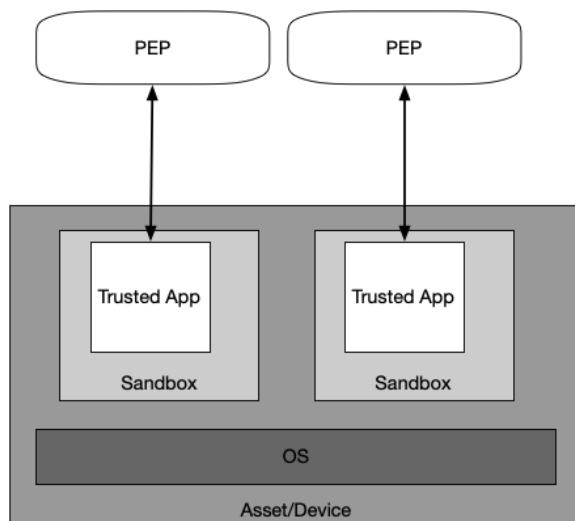 PEP
PEP
Trusted App
Trusted App
Sandbox
Sandbox
OS
Asset/Device